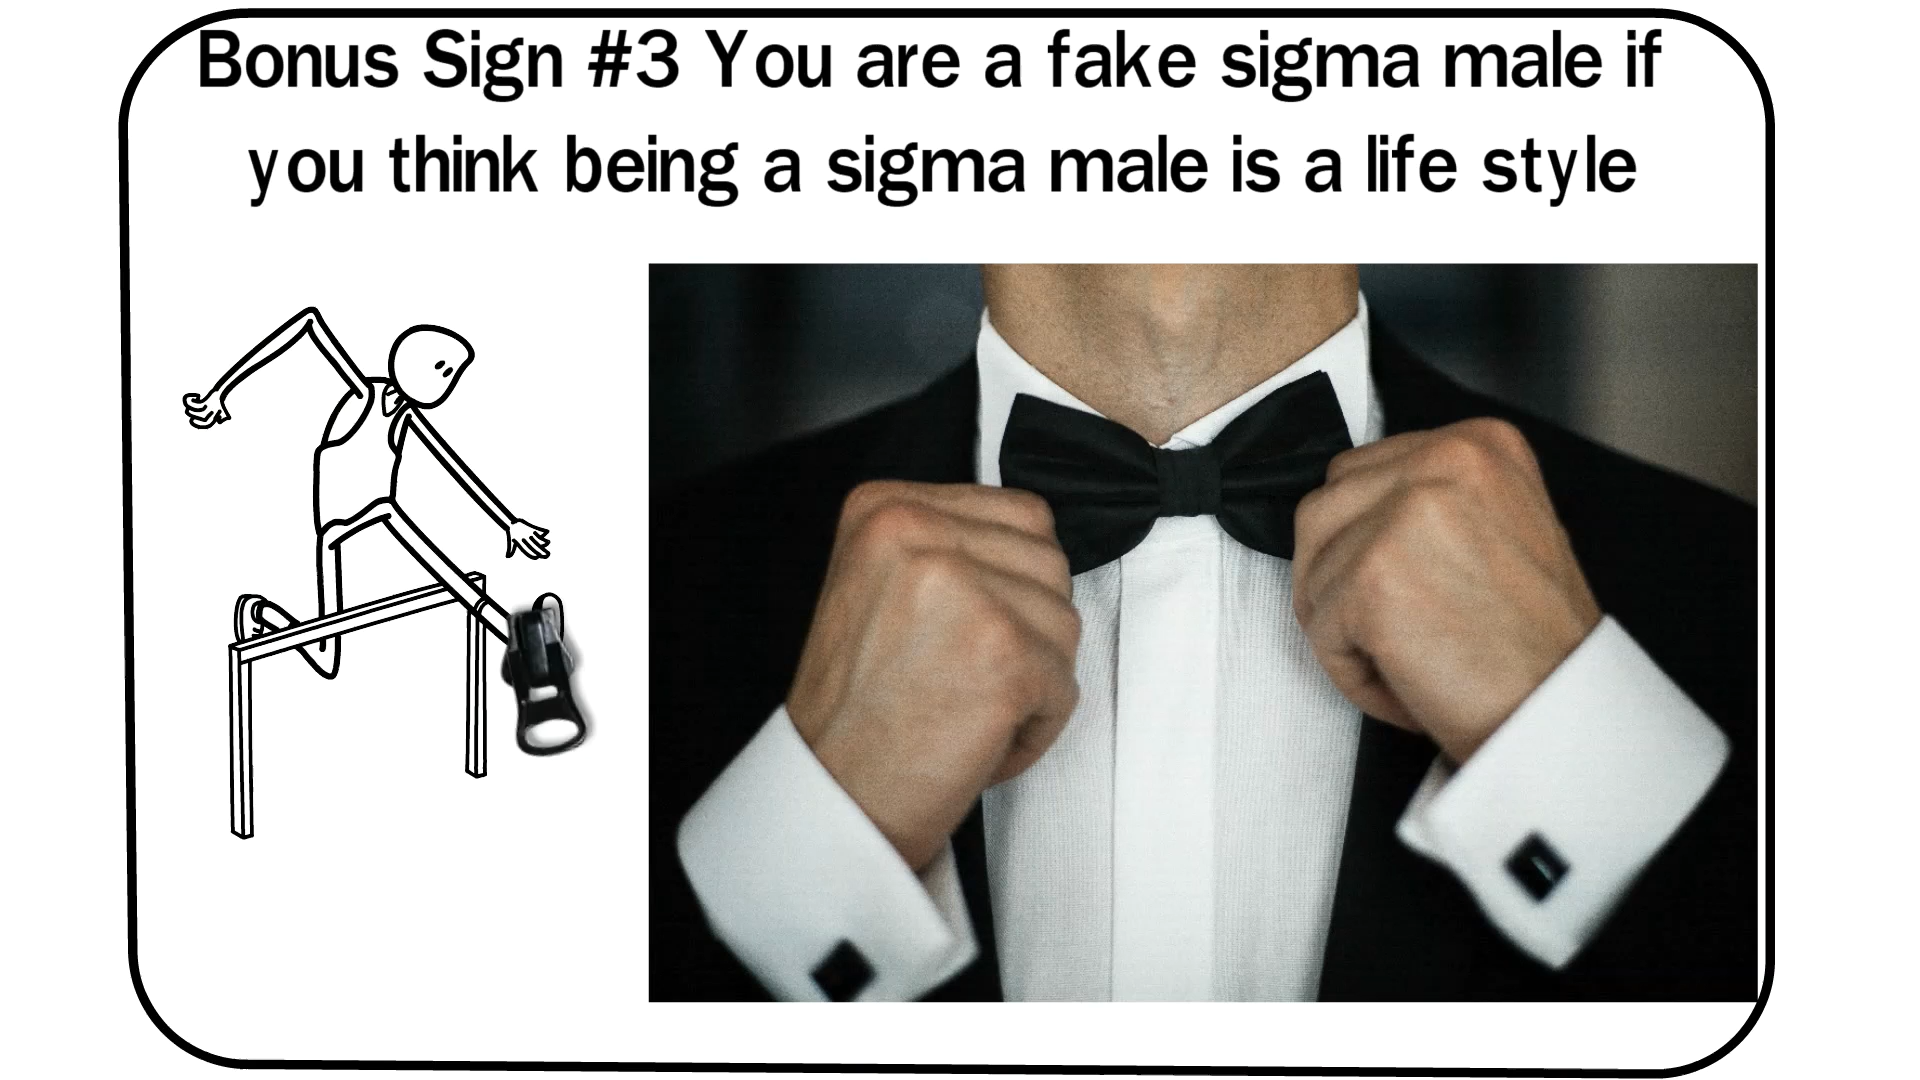 Bonus Sign #3 You are a fake sigma male if
you think being a sigma male is a life style